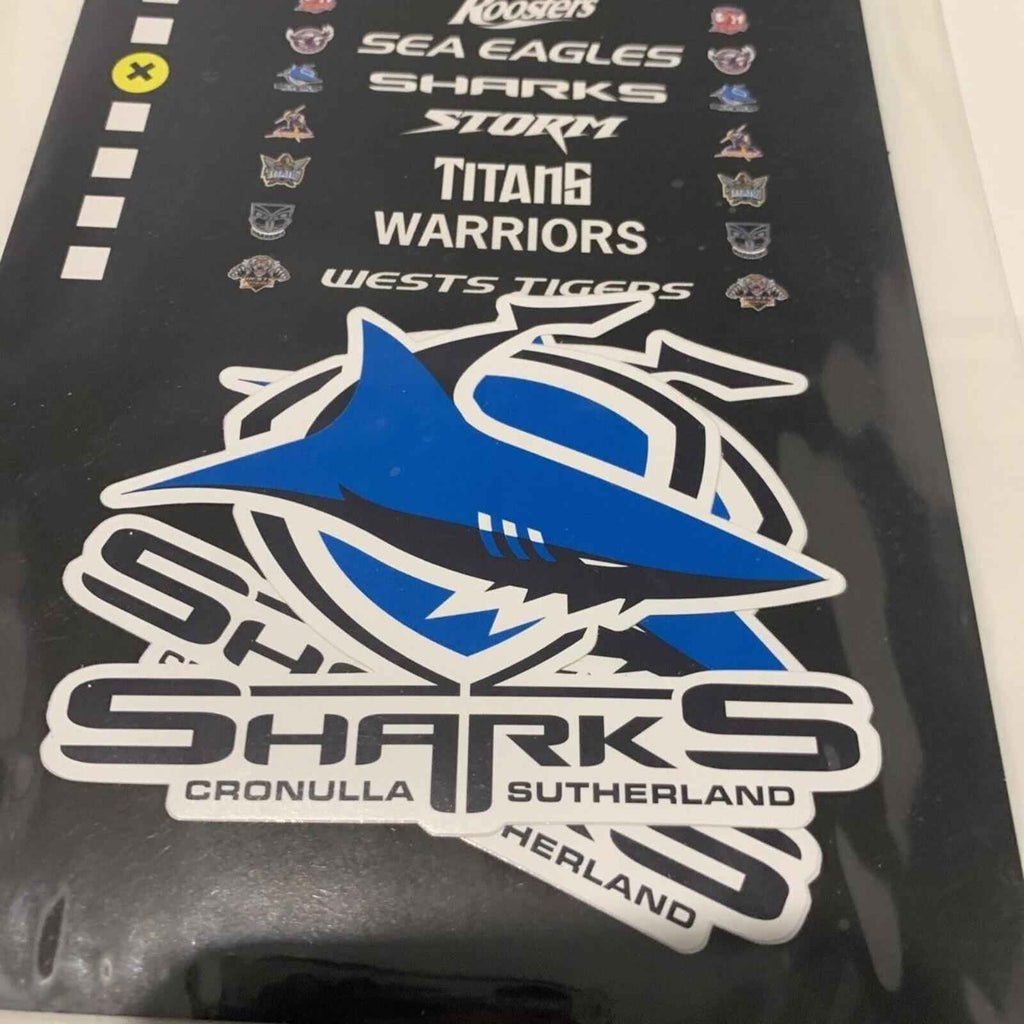 Roosters
SEA EAGLES
SHARKS
STORM
TITANS
WARRIORS
WESTS TIGERS
SHARKS
CRONULLA SUTHERLAND
HERLAND